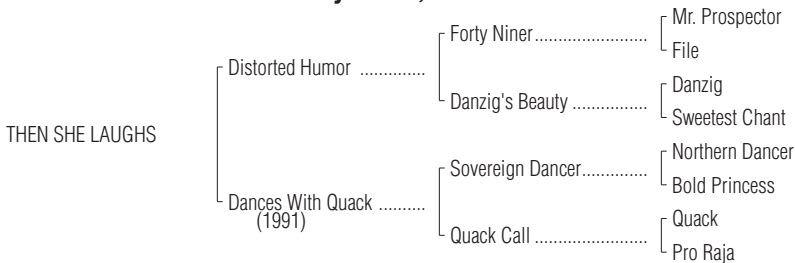 Mr. Prospector
Forty Niner
File
Distorted Humor
Danzig
Danzig's Beauty
Sweetest Chant
THEN SHE LAUGHS
Northern Dancer
Sovereign Dancer
Bold Princess
Dances With Quack
(1991)
Quack
Quack Call
Pro Raja